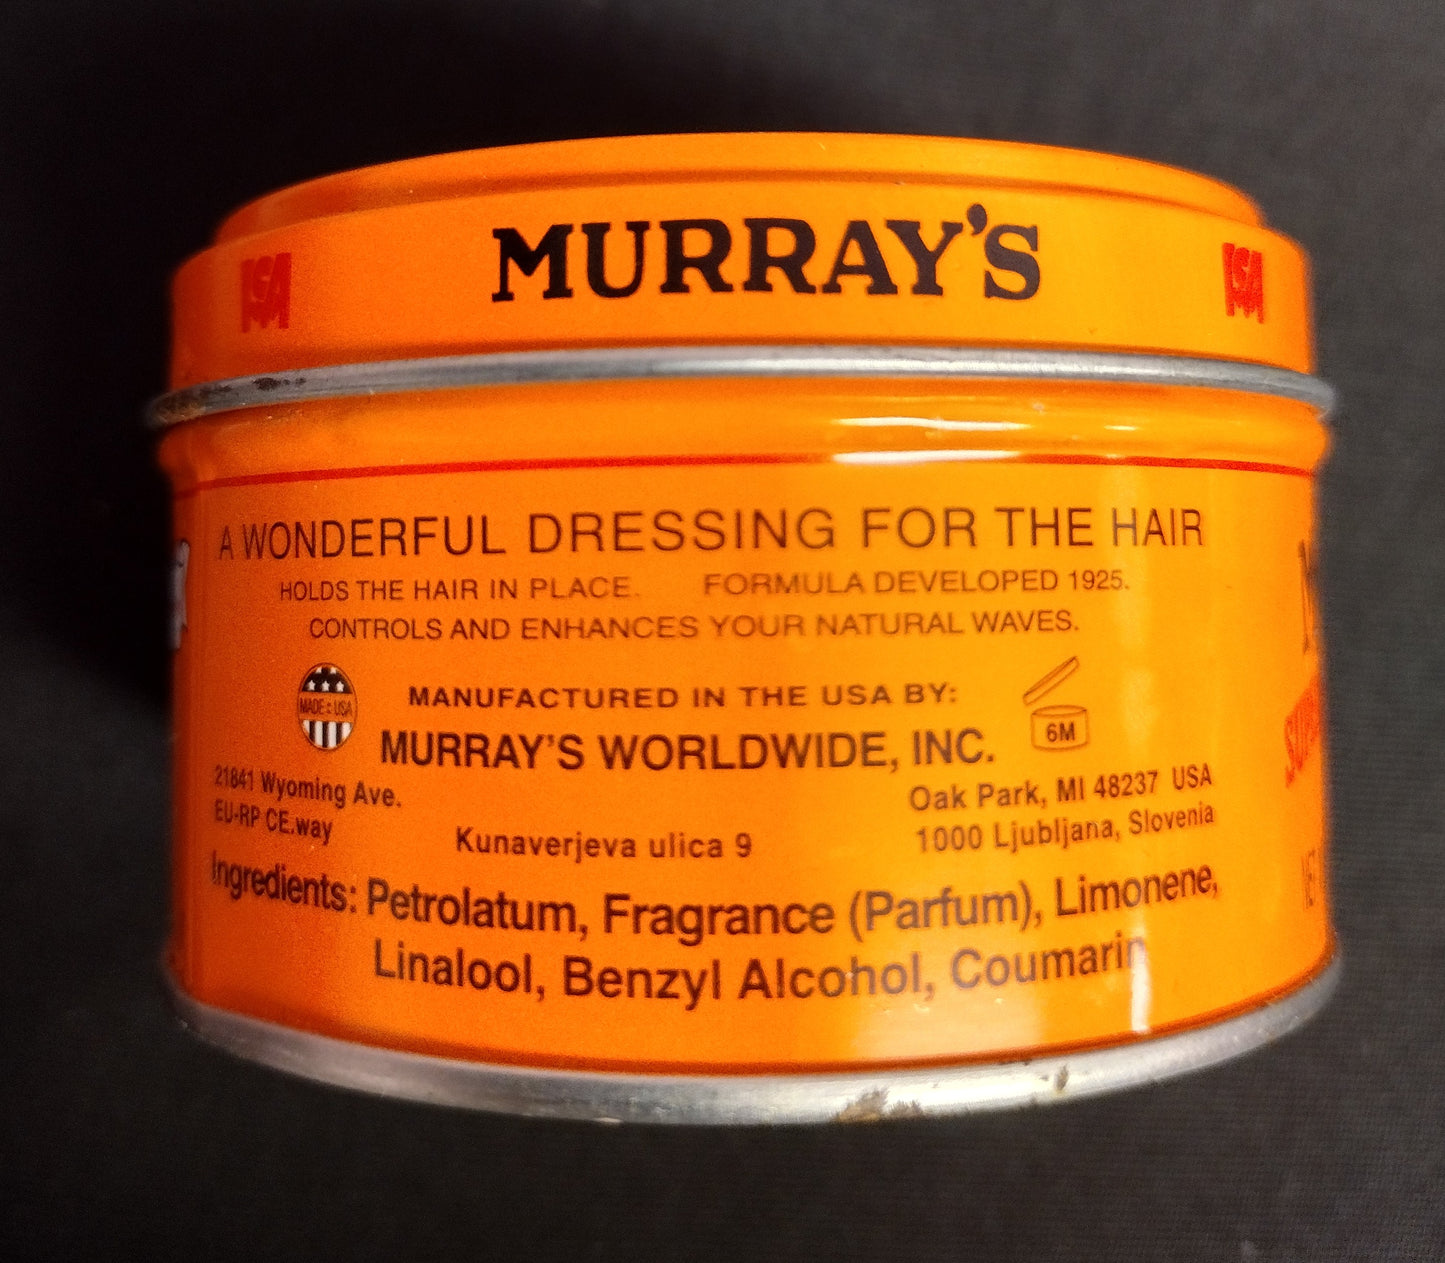 MURRAY'S
A WONDERFUL DRESSING FOR THE HAIR
HOLDS THE HAIR IN PLACE. FORMULA DEVELOPED 1925.
CONTROLS AND ENHANCES YOUR NATURAL WAVES.
MADE IN USA
MANUFACTURED IN THE USA BY:
6M
MURRAY'S WORLDWIDE, INC.
21841 Wyoming Ave. Oak Park, MI 48237 USA
EU-RP CE.way Kunaverjeva ulica 9 1000 Ljubljana, Slovenia
Ingredients: Petrolatum, Fragrance (Parfum), Limonene,
Linalool, Benzyl Alcohol, Coumarin